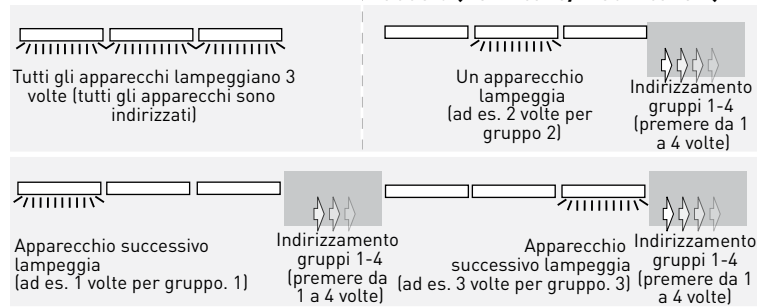 Tutti gli apparecchi lampeggiano 3
volte (tutti gli apparecchi sono
indirizzati)
Un apparecchio
lampeggia
(ad es. 2 volte per
gruppo 2)
Indirizzamento
gruppi 1-4
(premere da 1
a 4 volte)
Apparecchio successivo
lampeggia
(ad es. 1 volte per gruppo. 1)
Indirizzamento
gruppi 1-4
(premere da
1 a 4 volte)
Apparecchio
successivo lampeggia
(ad es. 3 volte per gruppo. 3)
Indirizzamento
gruppi 1-4
(premere da 1
a 4 volte)